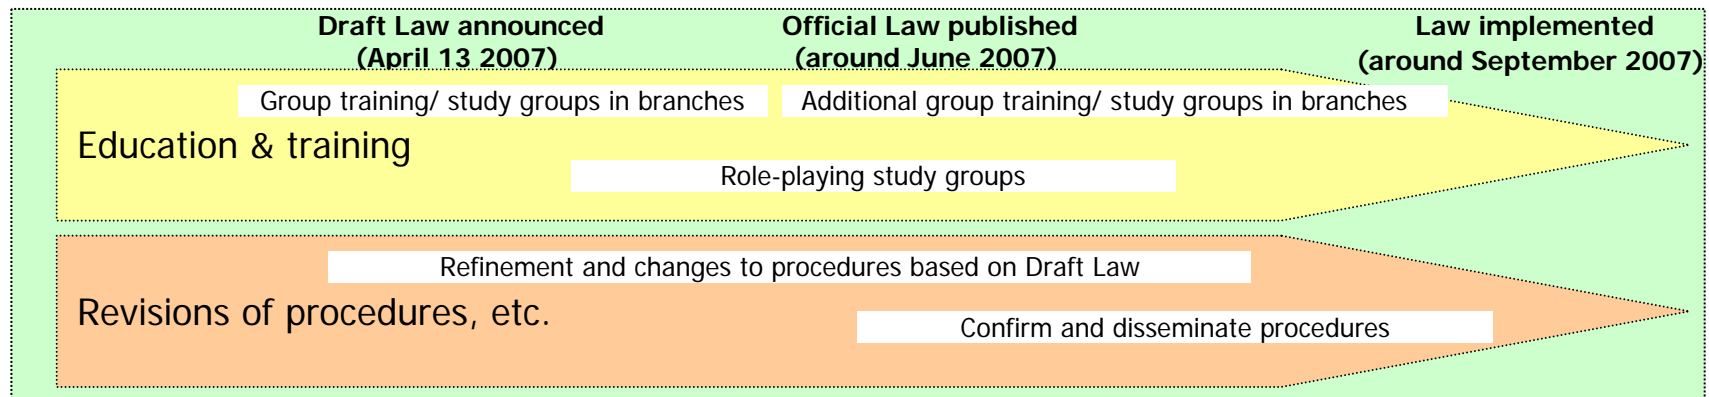 Draft Law announced
(April 13 2007)
Official Law published
(around June 2007)
Law implemented
(around September 2007)
Group training/ study groups in branches
Additional group training/ study groups in branches
Education & training
Role-playing study groups
Refinement and changes to procedures based on Draft Law
Revisions of procedures, etc.
Confirm and disseminate procedures